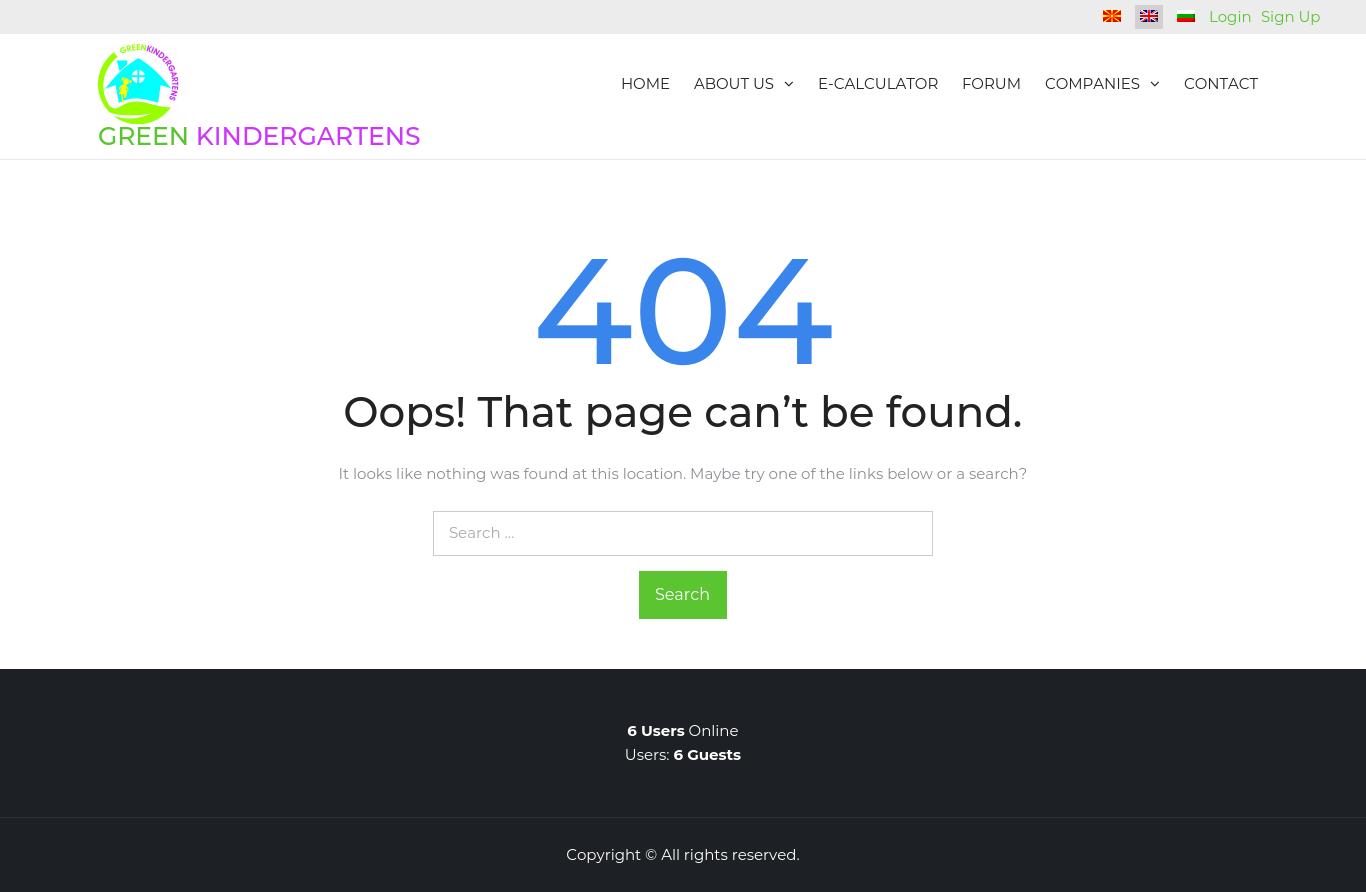 Login Sign Up
GREENKINDERGARTENS
GREEN KINDERGARTENS
HOME ABOUT US E-CALCULATOR FORUM COMPANIES CONTACT
404
Oops! That page can’t be found.
It looks like nothing was found at this location. Maybe try one of the links below or a search?
Search …
Search
6 Users Online
Users: 6 Guests
Copyright © All rights reserved.